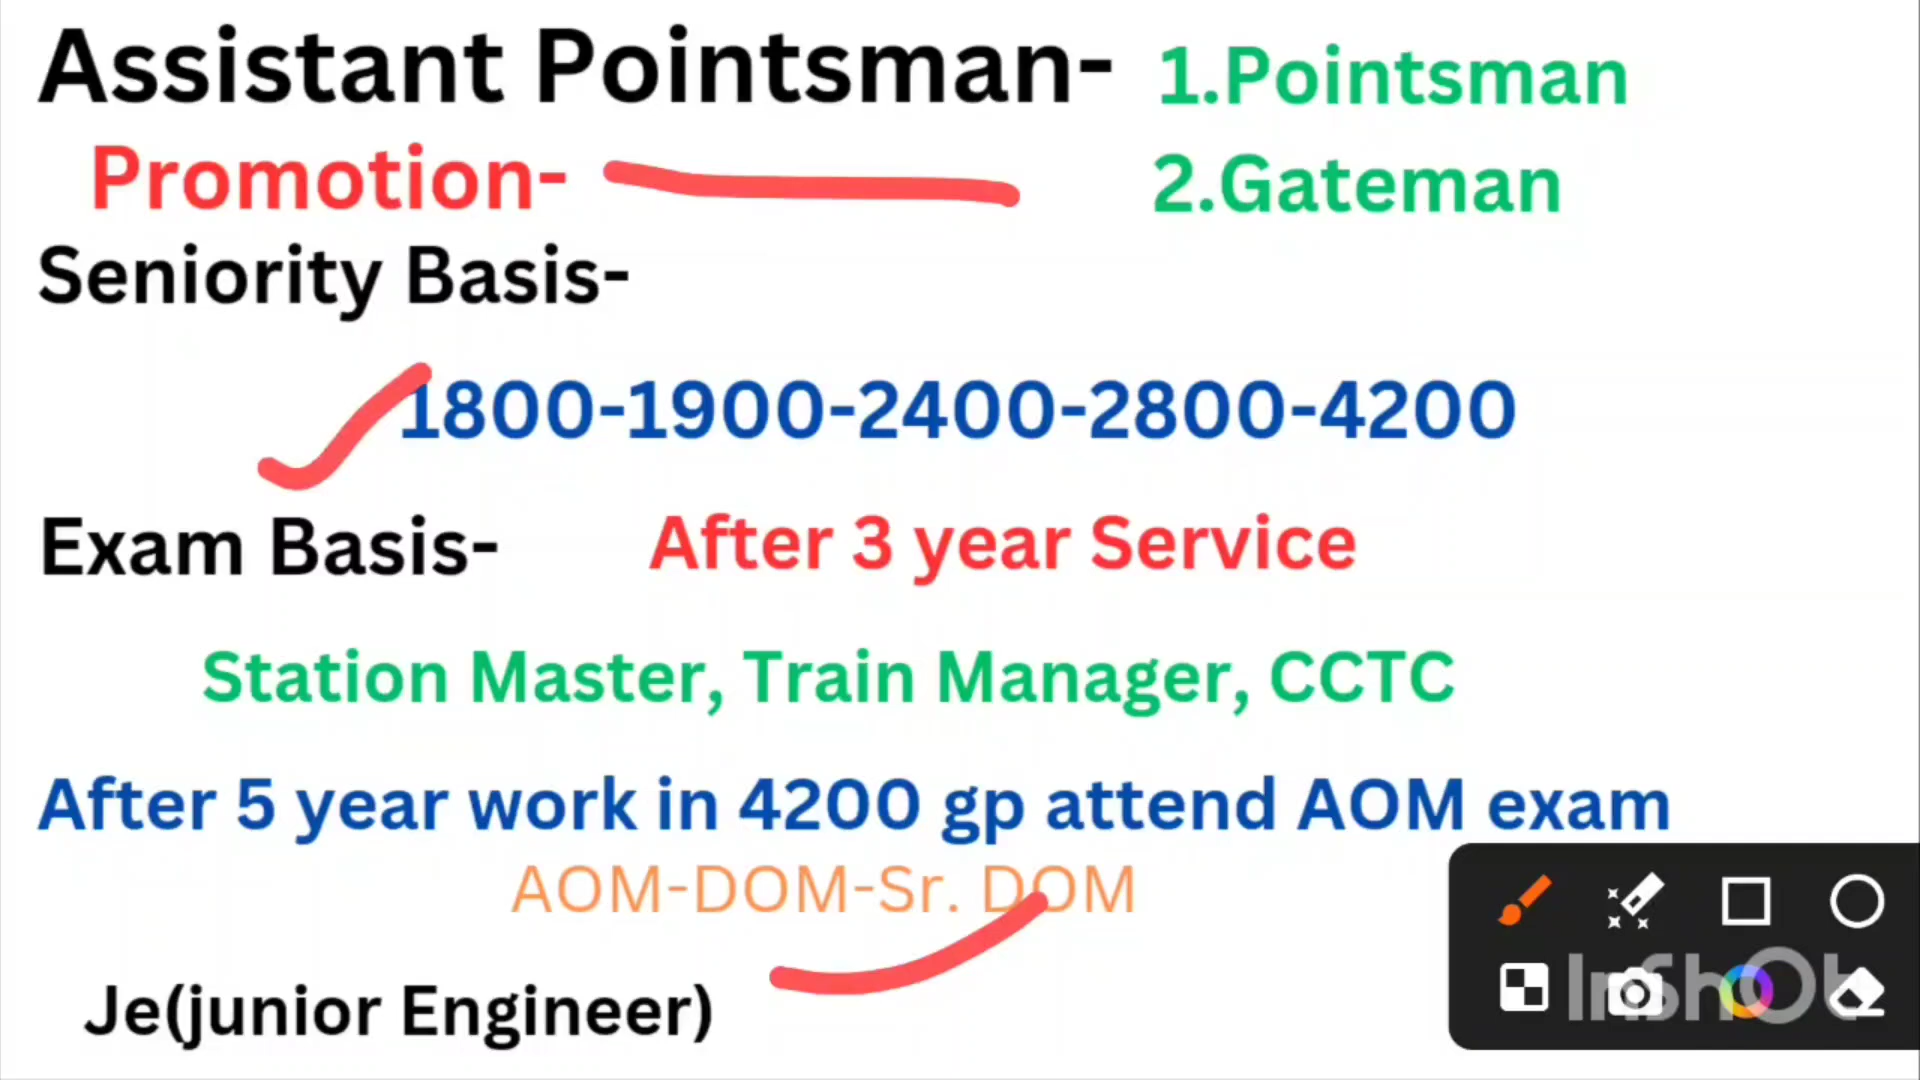 Assistant Pointsman- 1.Pointsman
Promotion- 2.Gateman
Seniority Basis-
1800-1900-2400-2800-4200
Exam Basis- After 3 year Service
Station Master, Train Manager, CCTC
After 5 year work in 4200 gp attend AOM exam
AOM-DOM-Sr. DOM
Je(junior Engineer)
InShOt